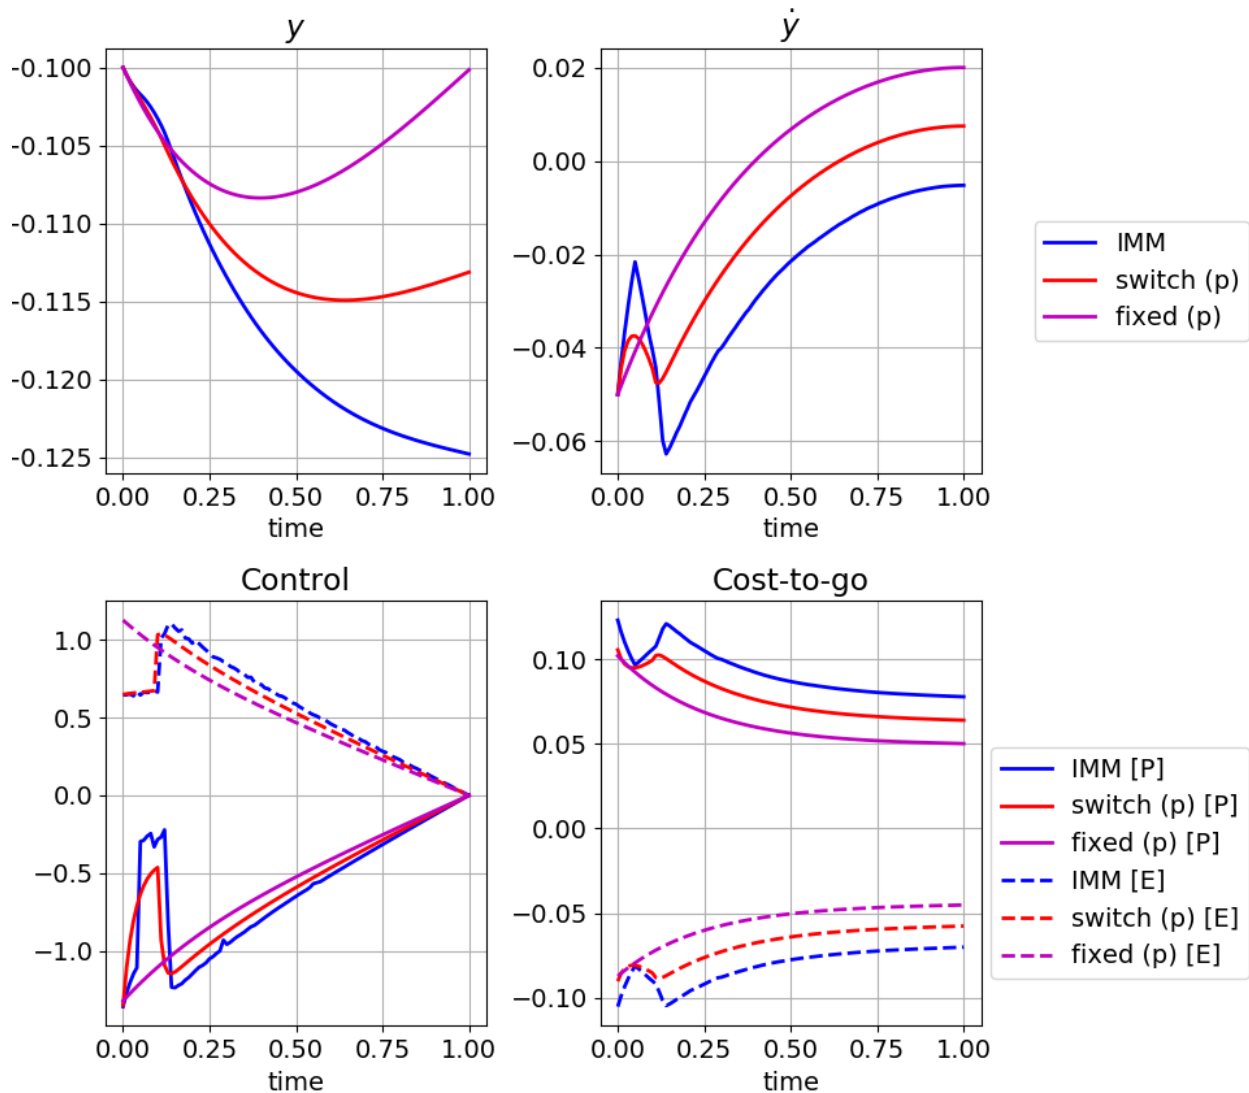 y
-0.100
-0.105
-0.110
-0.115
-0.120
-0.125
0.00 0.25 0.50 0.75 1.00
time
ẏ
0.02
0.00
−0.02
−0.04
−0.06
0.00 0.25 0.50 0.75 1.00
time
IMM
switch (p)
fixed (p)
Control
1.0
0.5
0.0
−0.5
−1.0
0.00 0.25 0.50 0.75 1.00
time
Cost-to-go
0.10
0.05
0.00
−0.05
−0.10
0.00 0.25 0.50 0.75 1.00
time
IMM [P]
switch (p) [P]
fixed (p) [P]
IMM [E]
switch (p) [E]
fixed (p) [E]